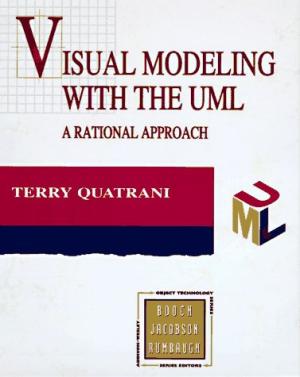 VISUAL MODELING
WITH THE UML
A RATIONAL APPROACH
TERRY QUATRANI
UML
OBJECT TECHNOLOGY SERIES
ADDISON-WESLEY
BOOCH
JACOBSON
RUMBAUGH
SERIES EDITORS